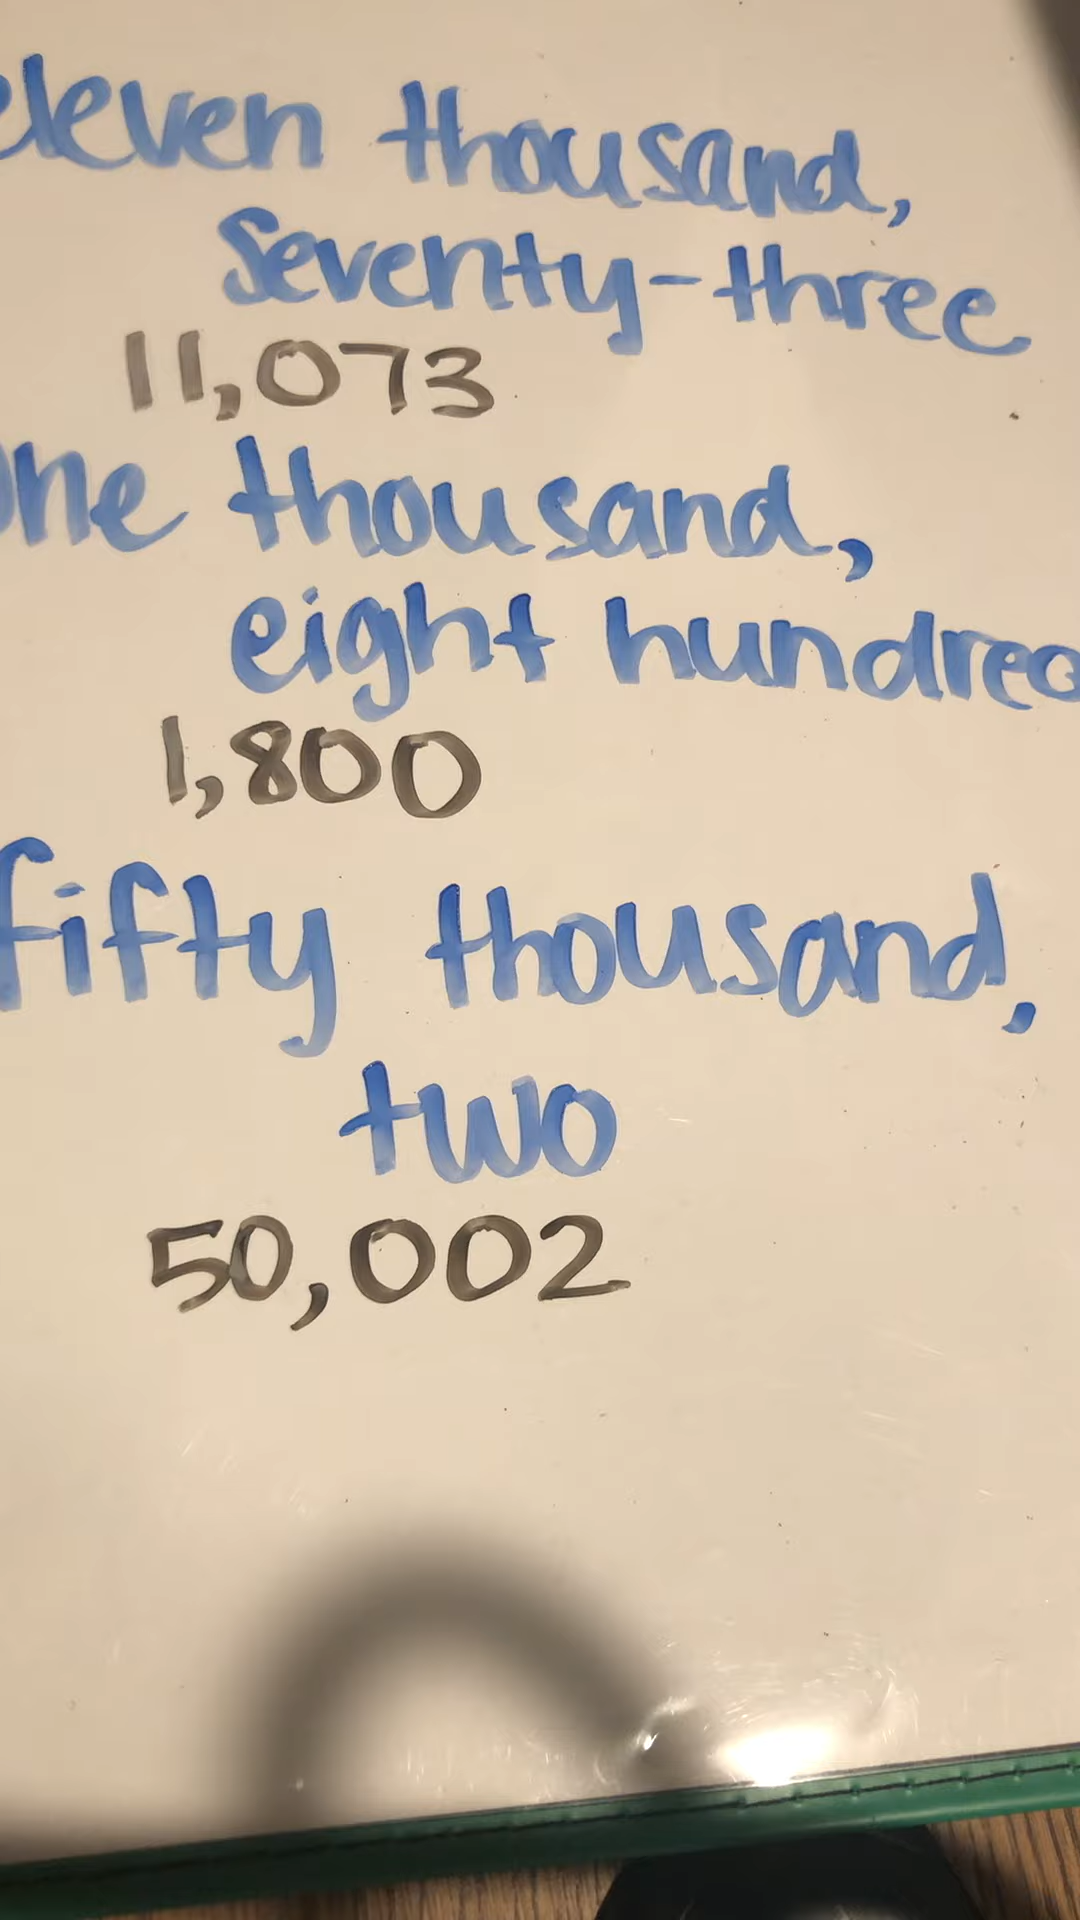 eleven thousand,
seventy-three
11,073
one thousand,
eight hundred
1,800
fifty thousand,
two
50,002